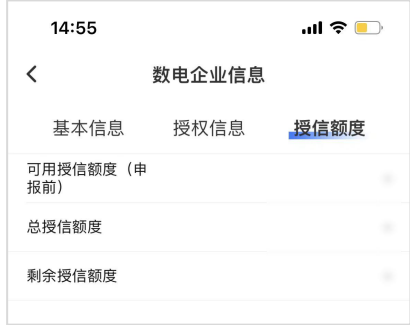 14:55
数电企业信息
基本信息 授权信息 授信额度
可用授信额度（申
报前）
总授信额度
剩余授信额度